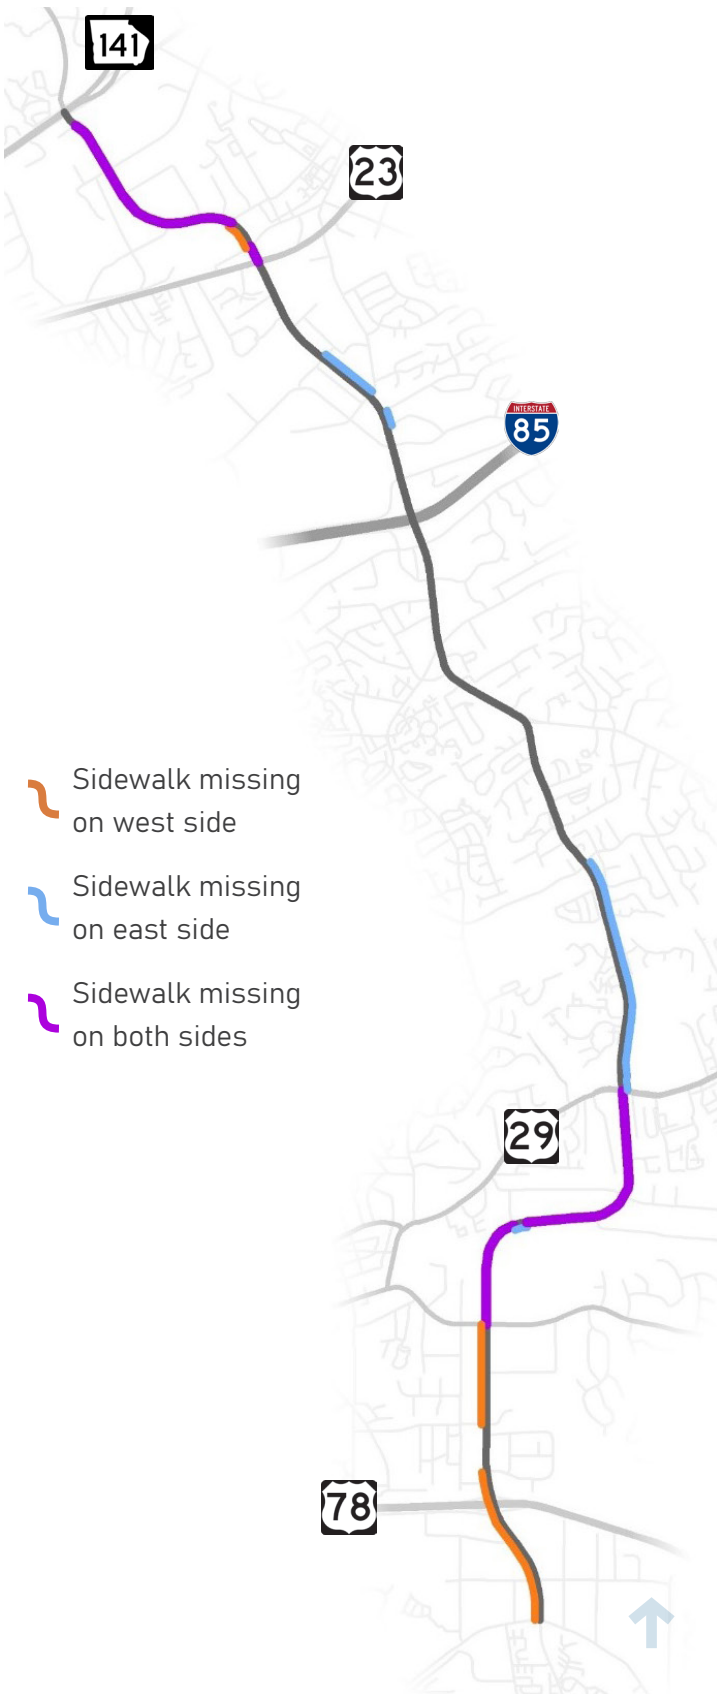 141
23
INTERSTATE
85
Sidewalk missing
on west side
Sidewalk missing
on east side
Sidewalk missing
on both sides
29
78